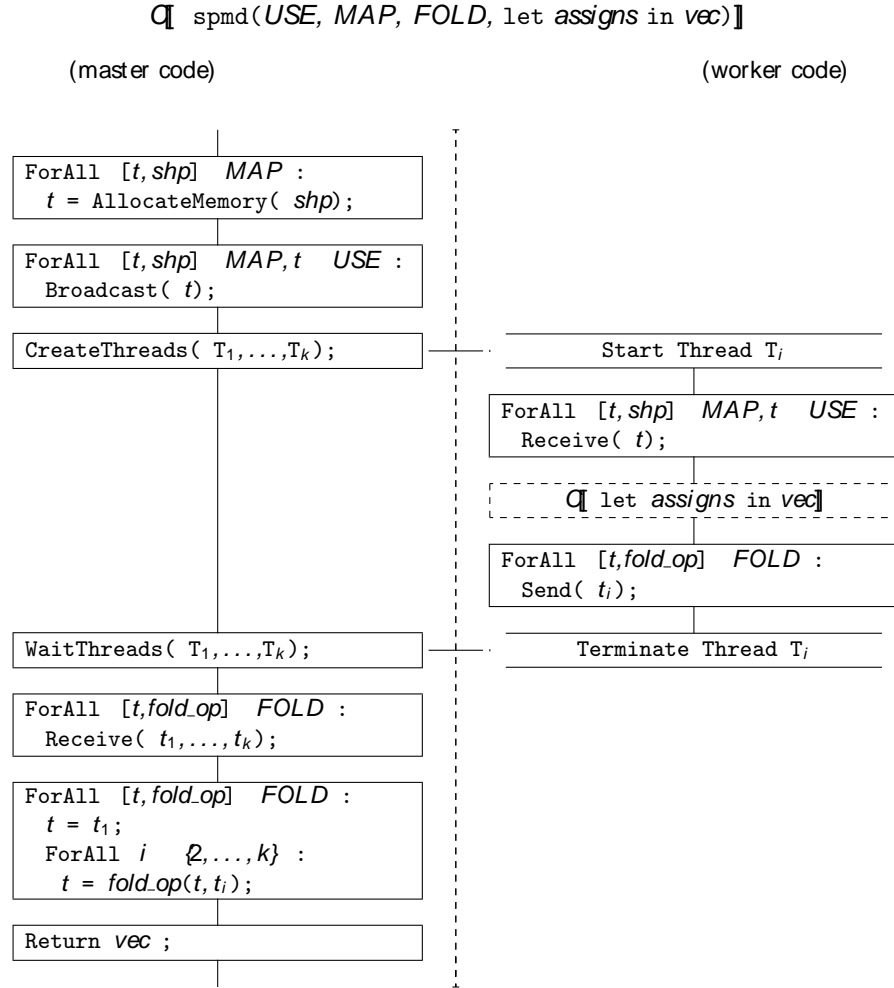 C⟦ spmd(USE, MAP, FOLD, let assigns in vec)⟧
(master code)
(worker code)
ForAll [t, shp] MAP :
t = AllocateMemory( shp);
ForAll [t, shp] MAP, t USE :
Broadcast( t);
CreateThreads( T₁,...,Tₖ);
Start Thread Tᵢ
ForAll [t, shp] MAP, t USE :
Receive( t);
C⟦ let assigns in vec⟧
ForAll [t,fold_op] FOLD :
Send( tᵢ);
WaitThreads( T₁,...,Tₖ);
Terminate Thread Tᵢ
ForAll [t,fold_op] FOLD :
Receive( t₁,...,tₖ);
ForAll [t,fold_op] FOLD :
t = t₁;
ForAll i {2,...,k} :
t = fold_op(t, tᵢ);
Return vec ;